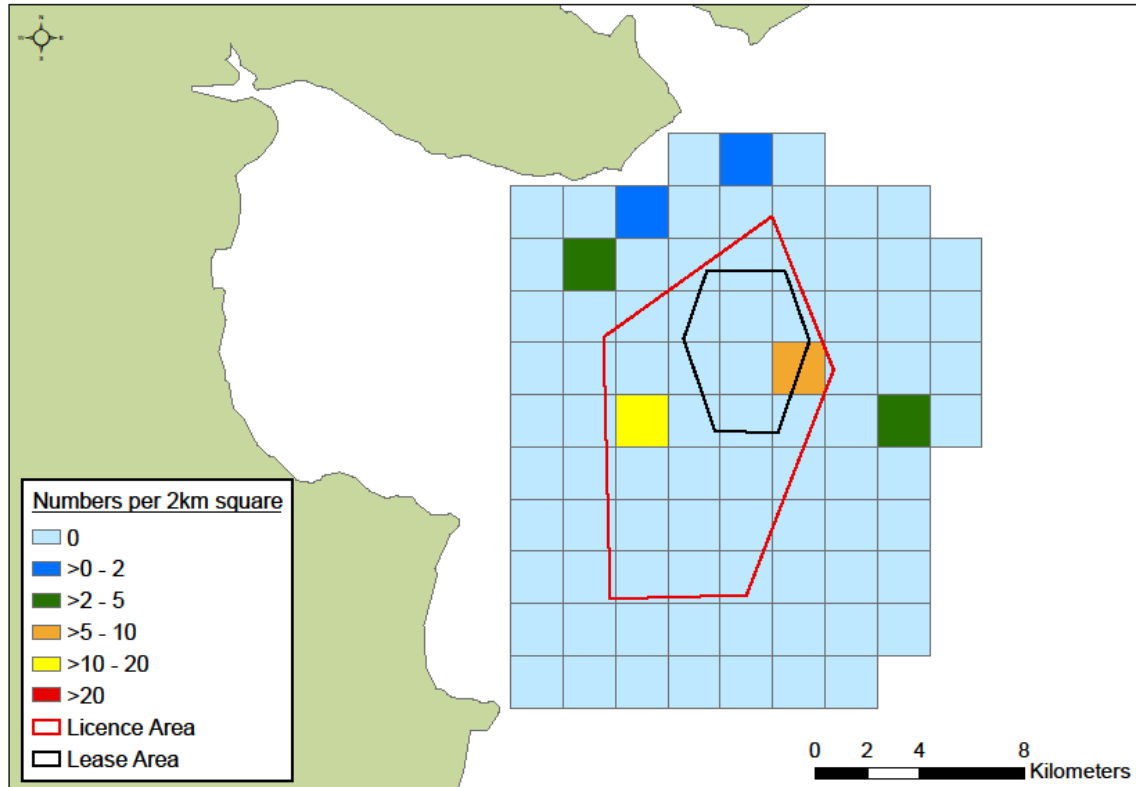 N
W E
S
Numbers per 2km square
0
>0 - 2
>2 - 5
>5 - 10
>10 - 20
>20
Licence Area
Lease Area
0 2 4 8
Kilometers